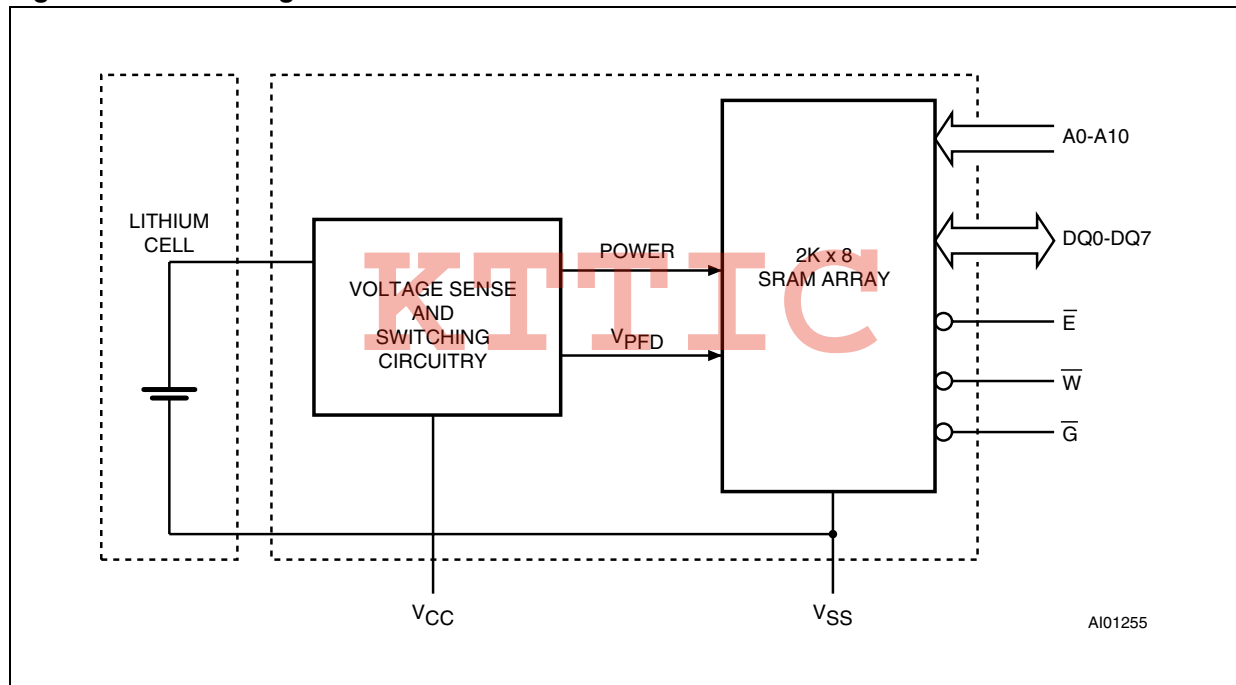 LITHIUM
CELL
VOLTAGE SENSE
AND
SWITCHING
CIRCUITRY
POWER
VPFD
2K x 8
SRAM ARRAY
A0-A10
DQ0-DQ7
E̅
W̅
G̅
VCC
VSS
AI01255
KTTIC